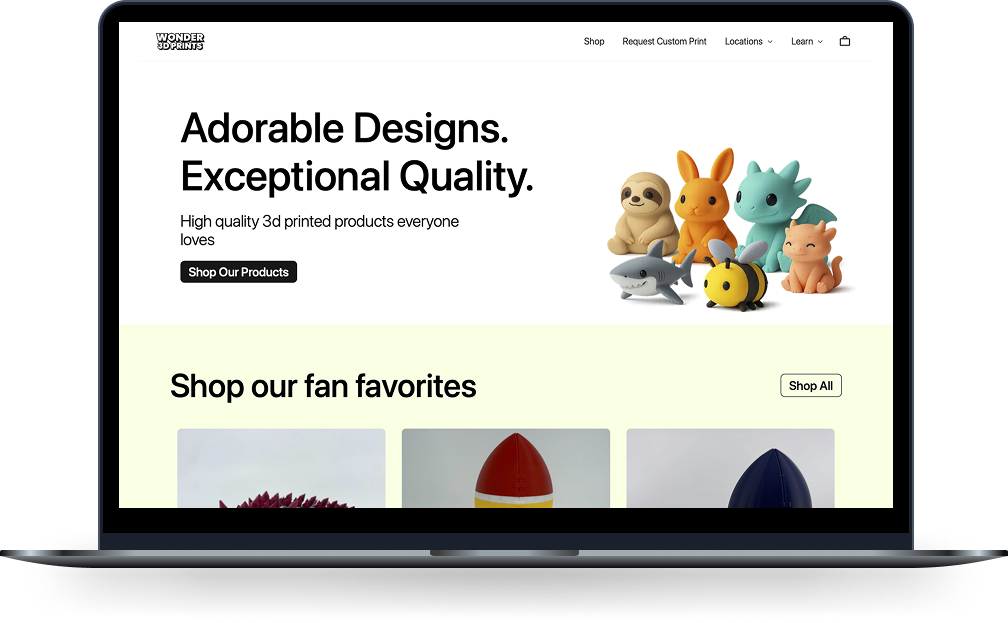 WONDER
3D PRINTS
Shop Request Custom Print Locations Learn
Adorable Designs.
Exceptional Quality.
High quality 3d printed products everyone
loves
Shop Our Products
Shop our fan favorites
Shop All